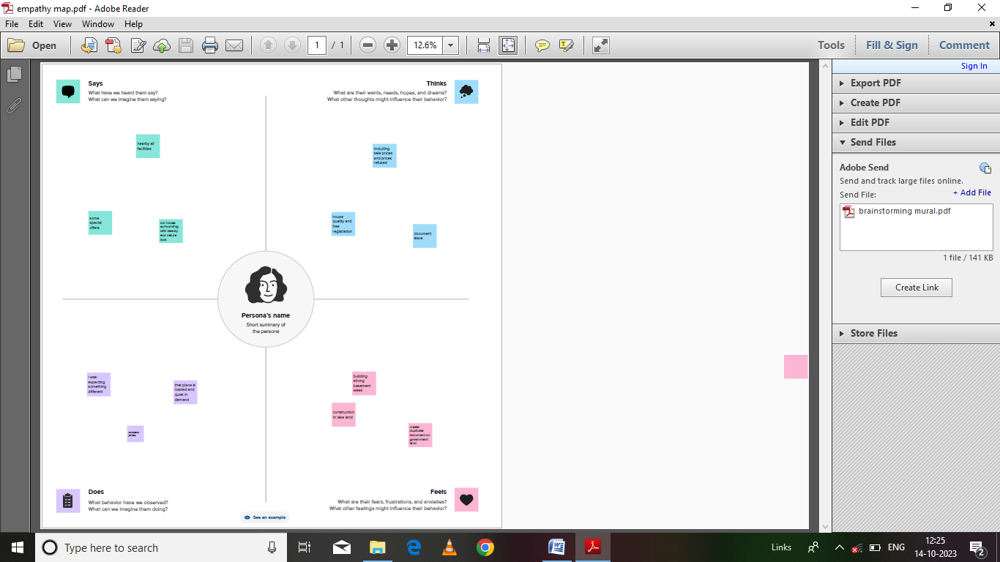 empathy map.pdf - Adobe Reader
File Edit View Window Help
Open
1 / 1
12.6%
Tools
Fill & Sign
Comment
Sign In
Export PDF
Create PDF
Edit PDF
Send Files
Adobe Send
Send and track large files online.
Send File:
+ Add File
brainstorming mural.pdf
1 file / 141 KB
Create Link
Store Files
Says
What have we heard them say?
What can we imagine them saying?
Thinks
What are their wants, needs, hopes, and dreams?
What other thoughts might influence their behavior?
nearby all
facilities
including
sale prices
and prices
refused
some
special
offers
our house
surrounding
with beauty
and nature
look
house
quality and
free
registration
document
issue
Persona's name
Short summary of
the persona
I was
expecting
something
different
that place is
loaded and
quiet in
demand
compare
prices
building
strong
basement
week
construction
in lake land
create
duplicate
document on
government
land
Does
What behavior have we observed?
What can we imagine them doing?
Feels
What are their fears, frustrations, and anxieties?
What other feelings might influence their behavior?
See an example
Type here to search
Links
ENG
12:25
14-10-2023
2